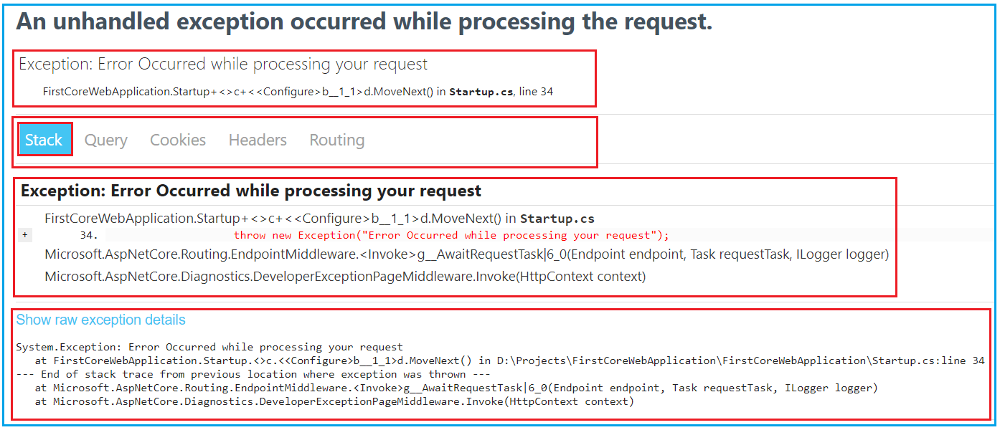 An unhandled exception occurred while processing the request.
Exception: Error Occurred while processing your request
FirstCoreWebApplication.Startup+<>c+<<Configure>b__1_1>d.MoveNext() in Startup.cs, line 34
Stack Query Cookies Headers Routing
Exception: Error Occurred while processing your request
FirstCoreWebApplication.Startup+<>c+<<Configure>b__1_1>d.MoveNext() in Startup.cs
+ 34. throw new Exception("Error Occurred while processing your request");
Microsoft.AspNetCore.Routing.EndpointMiddleware.<Invoke>g__AwaitRequestTask|6_0(Endpoint endpoint, Task requestTask, ILogger logger)
Microsoft.AspNetCore.Diagnostics.DeveloperExceptionPageMiddleware.Invoke(HttpContext context)
Show raw exception details
System.Exception: Error Occurred while processing your request
at FirstCoreWebApplication.Startup.<>c.<<Configure>b__1_1>d.MoveNext() in D:\Projects\FirstCoreWebApplication\FirstCoreWebApplication\Startup.cs:line 34
--- End of stack trace from previous location where exception was thrown ---
at Microsoft.AspNetCore.Routing.EndpointMiddleware.<Invoke>g__AwaitRequestTask|6_0(Endpoint endpoint, Task requestTask, ILogger logger)
at Microsoft.AspNetCore.Diagnostics.DeveloperExceptionPageMiddleware.Invoke(HttpContext context)